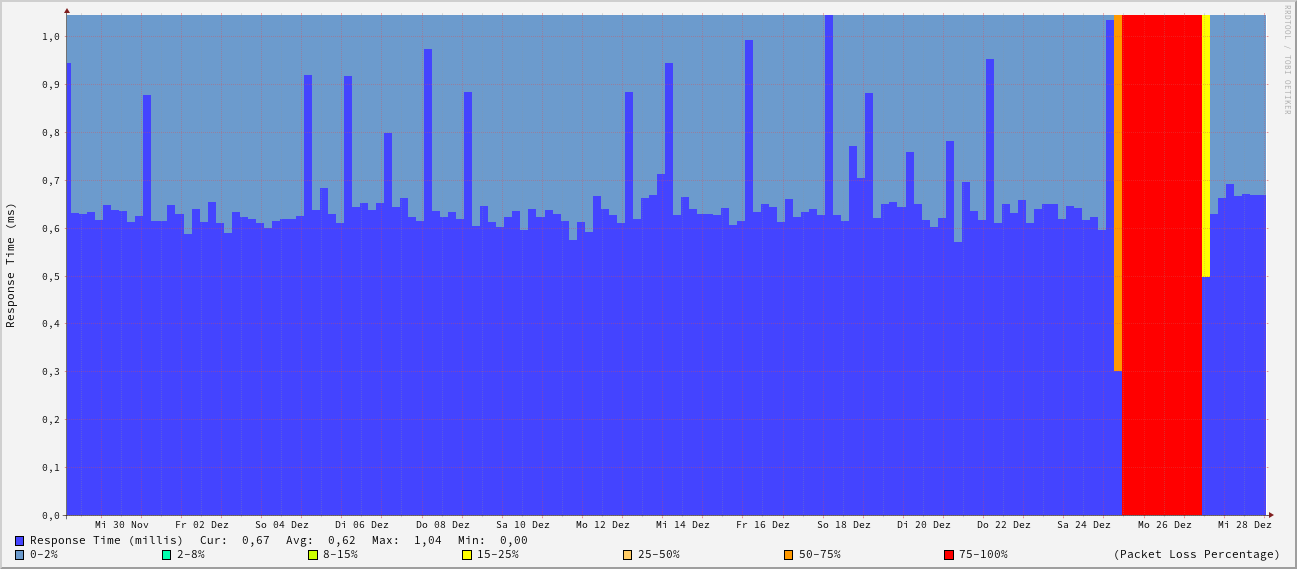 RRDTOOL / TOBI OETIKER
Response Time (ms)
1,0
0,9
0,8
0,7
0,6
0,5
0,4
0,3
0,2
0,1
0,0
Mi 30 Nov Fr 02 Dez So 04 Dez Di 06 Dez Do 08 Dez Sa 10 Dez Mo 12 Dez Mi 14 Dez Fr 16 Dez So 18 Dez Di 20 Dez Do 22 Dez Sa 24 Dez Mo 26 Dez Mi 28 Dez
Response Time (millis) Cur: 0,67 Avg: 0,62 Max: 1,04 Min: 0,00
0-2% 2-8% 8-15% 15-25% 25-50% 50-75% 75-100% (Packet Loss Percentage)